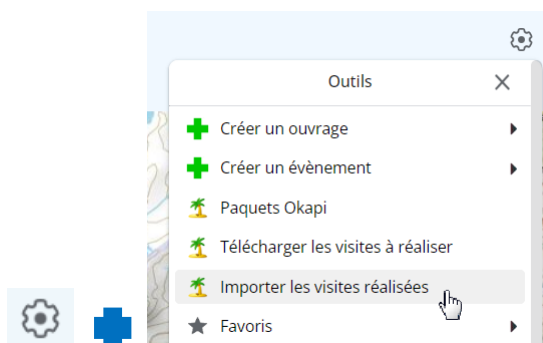 Outils
Créer un ouvrage
Créer un évènement
Paquets Okapi
Télécharger les visites à réaliser
Importer les visites réalisées
Favoris